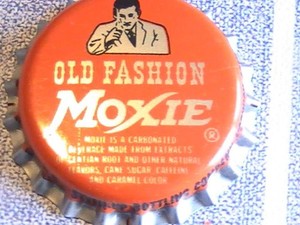 OLD FASHION
MOXIE
®
MOXIE IS A CARBONATED
BEVERAGE MADE FROM EXTRACTS
GENTIAN ROOT AND OTHER NATURAL
FLAVORS, CANE SUGAR, CAFFEINE
AND CARAMEL COLOR
BOTTLING